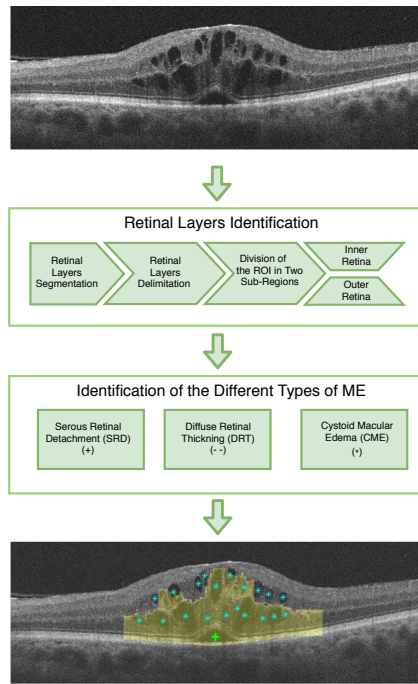 Retinal Layers Identification
Retinal
Layers
Segmentation
Retinal
Layers
Delimitation
Division of
the ROI in Two
Sub-Regions
Inner
Retina
Outer
Retina
Identification of the Different Types of ME
Serous Retinal
Detachment (SRD)
(+)
Diffuse Retinal
Thickning (DRT)
(- -)
Cystoid Macular
Edema (CME)
(*)